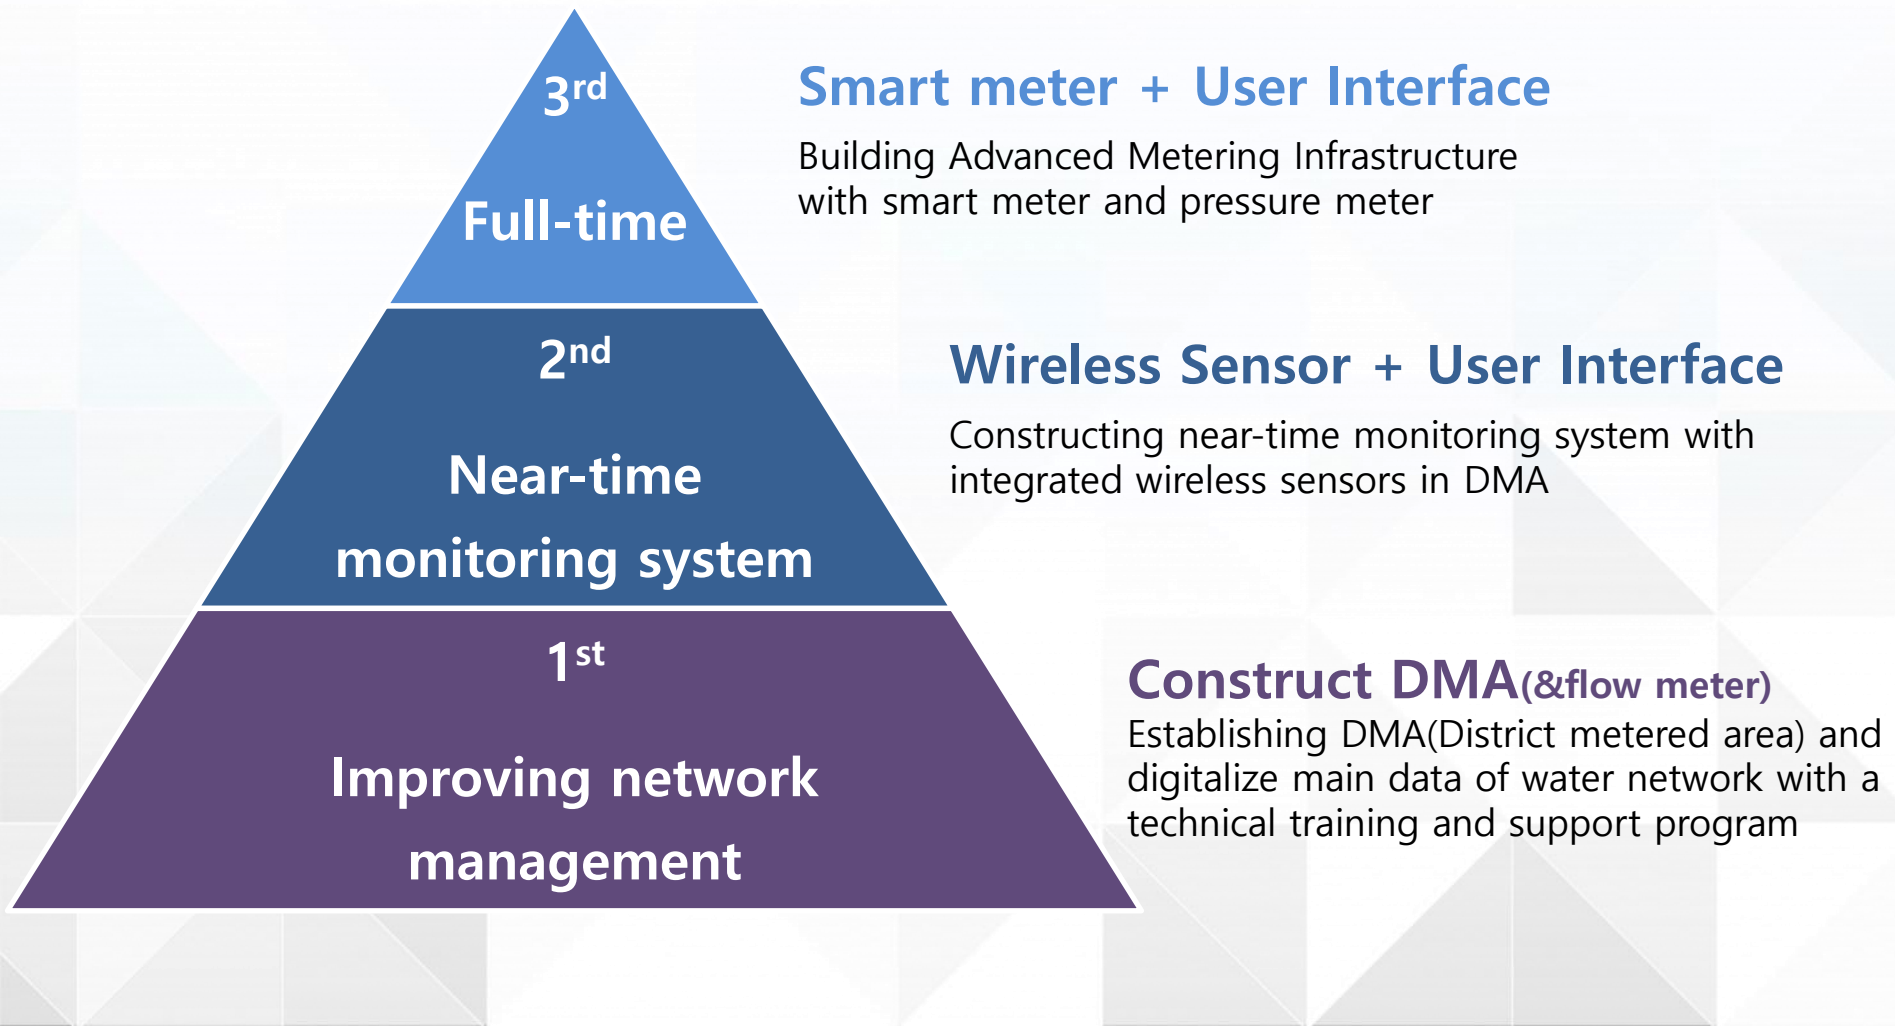 3rd
Full-time
Smart meter + User Interface
Building Advanced Metering Infrastructure
with smart meter and pressure meter
2nd
Near-time
monitoring system
Wireless Sensor + User Interface
Constructing near-time monitoring system with
integrated wireless sensors in DMA
1st
Improving network
management
Construct DMA(&flow meter)
Establishing DMA(District metered area) and
digitalize main data of water network with a
technical training and support program